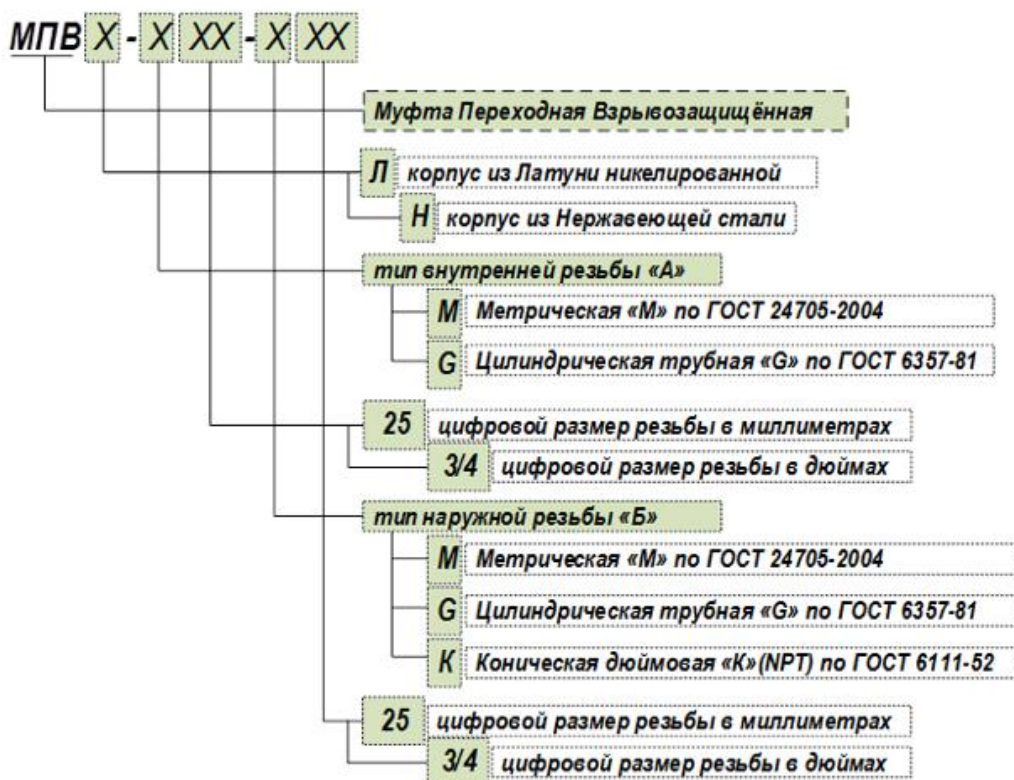 МПВ X - X XX - X XX
Муфта Переходная Взрывозащищённая
Л корпус из Латуни никелированной
Н корпус из Нержавеющей стали
тип внутренней резьбы «А»
М Метрическая «М» по ГОСТ 24705-2004
G Цилиндрическая трубная «G» по ГОСТ 6357-81
25 цифровой размер резьбы в миллиметрах
3/4 цифровой размер резьбы в дюймах
тип наружной резьбы «Б»
М Метрическая «М» по ГОСТ 24705-2004
G Цилиндрическая трубная «G» по ГОСТ 6357-81
К Коническая дюймовая «К»(NPT) по ГОСТ 6111-52
25 цифровой размер резьбы в миллиметрах
3/4 цифровой размер резьбы в дюймах